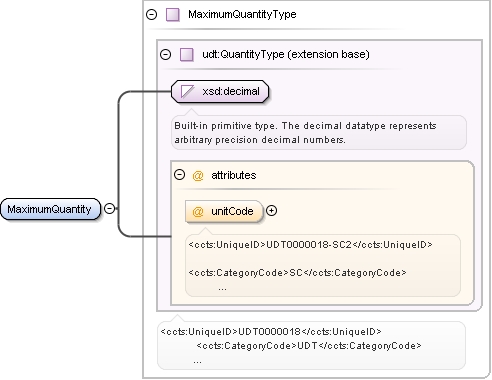 MaximumQuantityType
udt:QuantityType (extension base)
xsd:decimal
Built-in primitive type. The decimal datatype represents
arbitrary precision decimal numbers.
@ attributes
MaximumQuantity
@ unitCode
<ccts:UniqueID>UDT0000018-SC2</ccts:UniqueID>
<ccts:CategoryCode>SC</ccts:CategoryCode>
...
<ccts:UniqueID>UDT0000018</ccts:UniqueID>
<ccts:CategoryCode>UDT</ccts:CategoryCode>
...